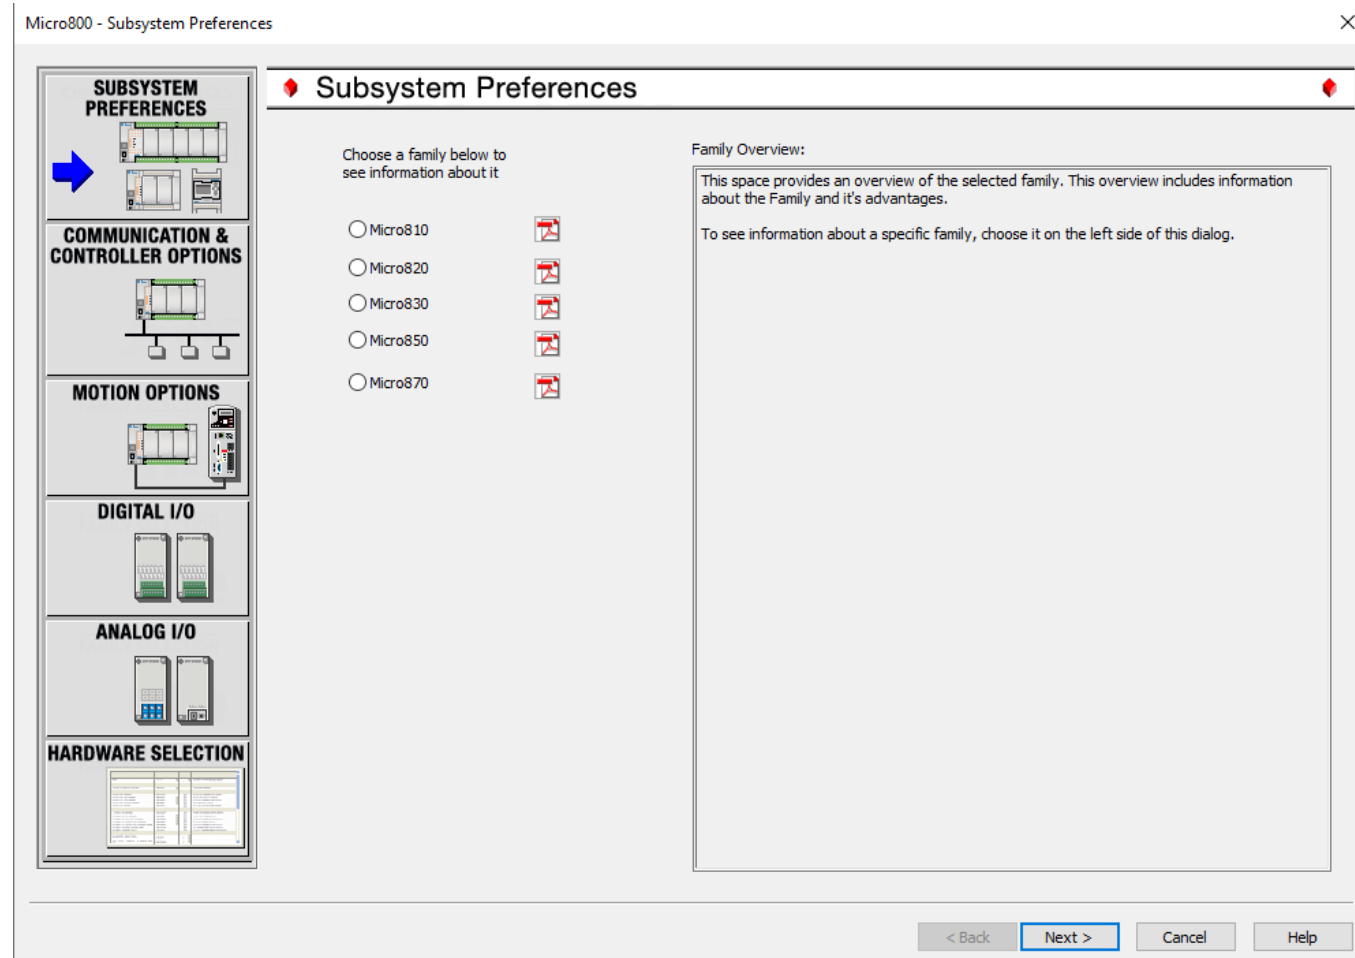 Micro800 - Subsystem Preferences
SUBSYSTEM
PREFERENCES
COMMUNICATION &
CONTROLLER OPTIONS
MOTION OPTIONS
DIGITAL I/O
ANALOG I/O
HARDWARE SELECTION
Subsystem Preferences
Choose a family below to
see information about it
Micro810
Micro820
Micro830
Micro850
Micro870
Family Overview:
This space provides an overview of the selected family. This overview includes information
about the Family and it's advantages.
To see information about a specific family, choose it on the left side of this dialog.
< Back
Next >
Cancel
Help